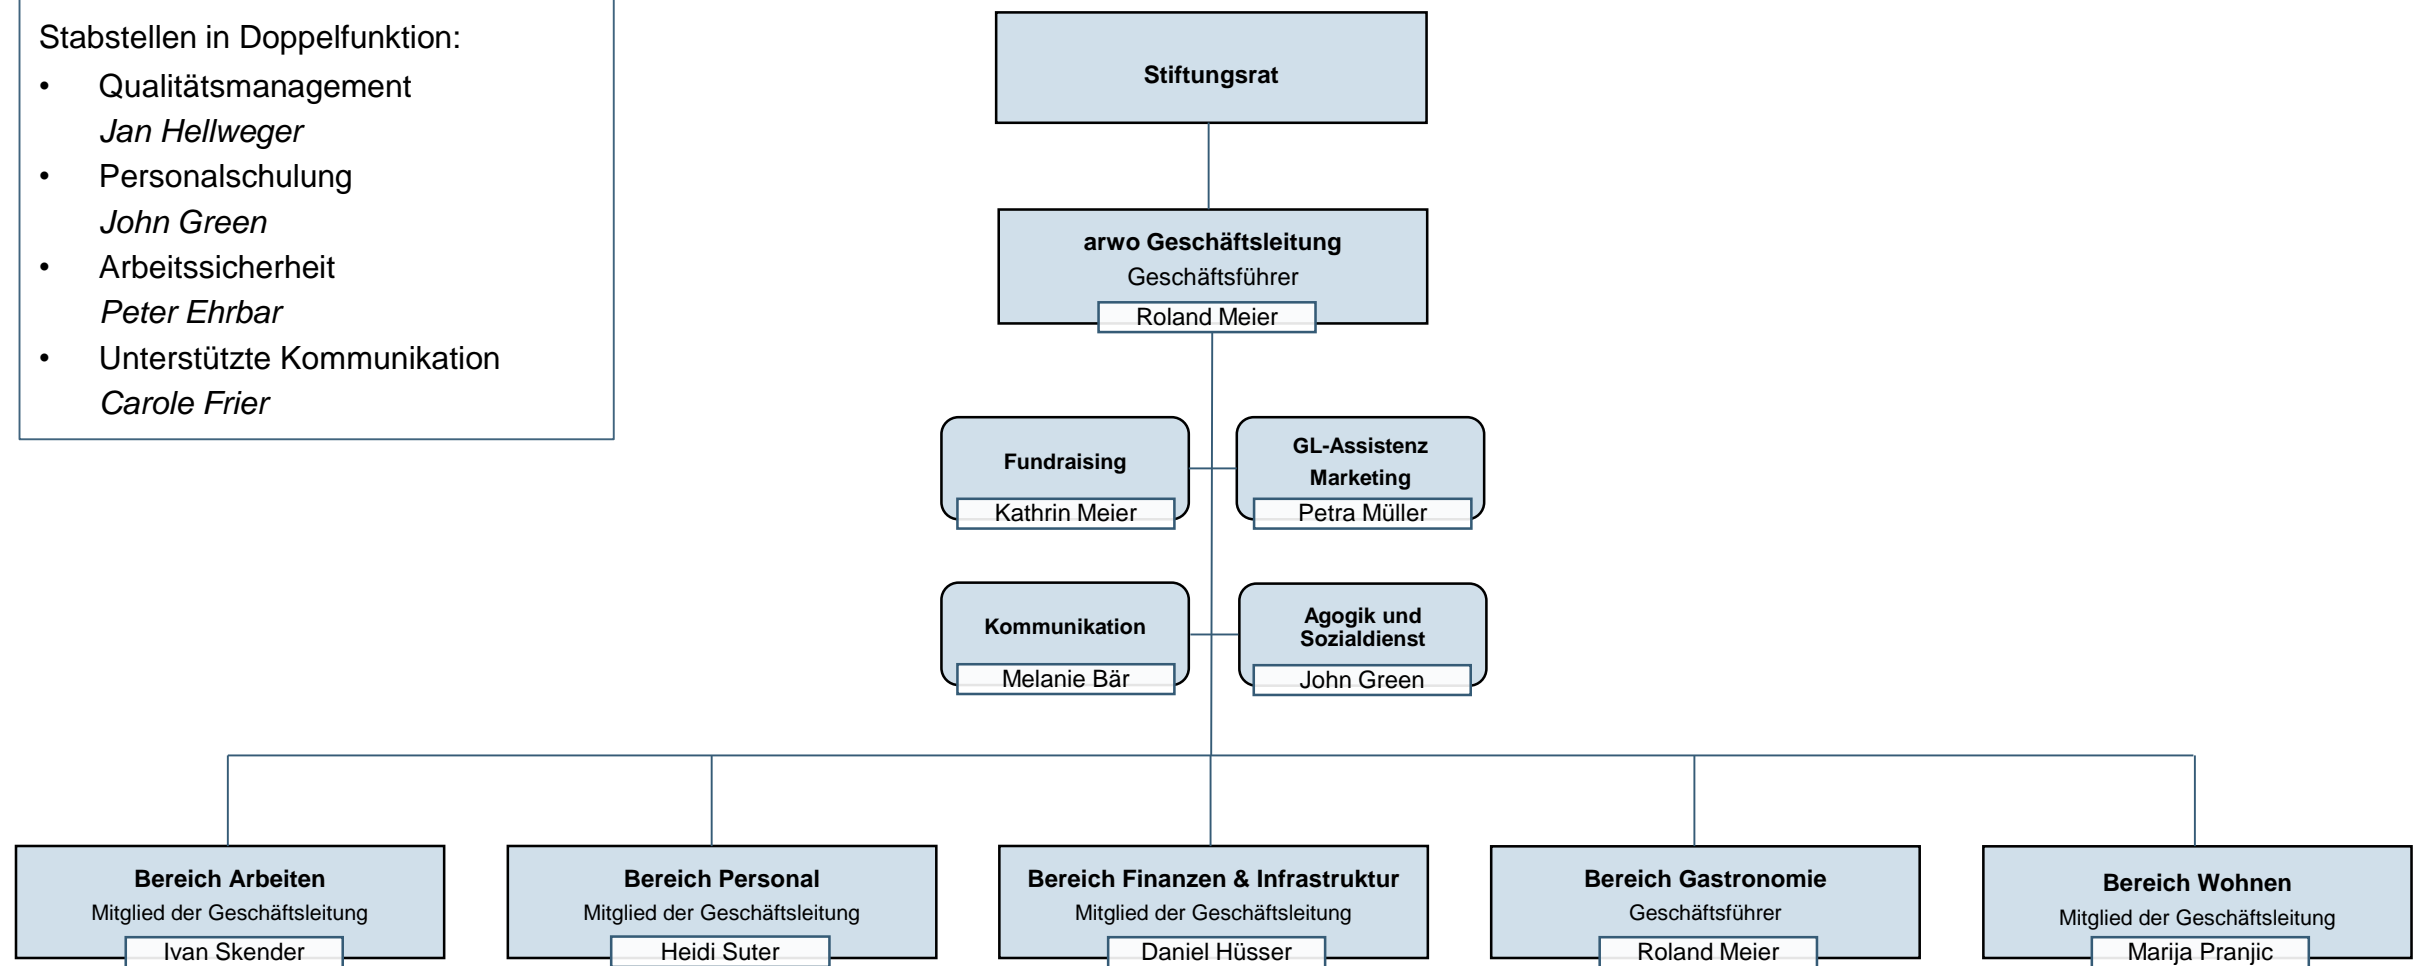 Stabstellen in Doppelfunktion:
• Qualitätsmanagement
Jan Hellweger
• Personalschulung
John Green
• Arbeitssicherheit
Peter Ehrbar
• Unterstützte Kommunikation
Carole Frier
Stiftungsrat
arwo Geschäftsleitung
Geschäftsführer
Roland Meier
Fundraising
Kathrin Meier
GL-Assistenz
Marketing
Petra Müller
Kommunikation
Melanie Bär
Agogik und
Sozialdienst
John Green
Bereich Arbeiten
Mitglied der Geschäftsleitung
Ivan Skender
Bereich Personal
Mitglied der Geschäftsleitung
Heidi Suter
Bereich Finanzen & Infrastruktur
Mitglied der Geschäftsleitung
Daniel Hüsser
Bereich Gastronomie
Geschäftsführer
Roland Meier
Bereich Wohnen
Mitglied der Geschäftsleitung
Marija Pranjic